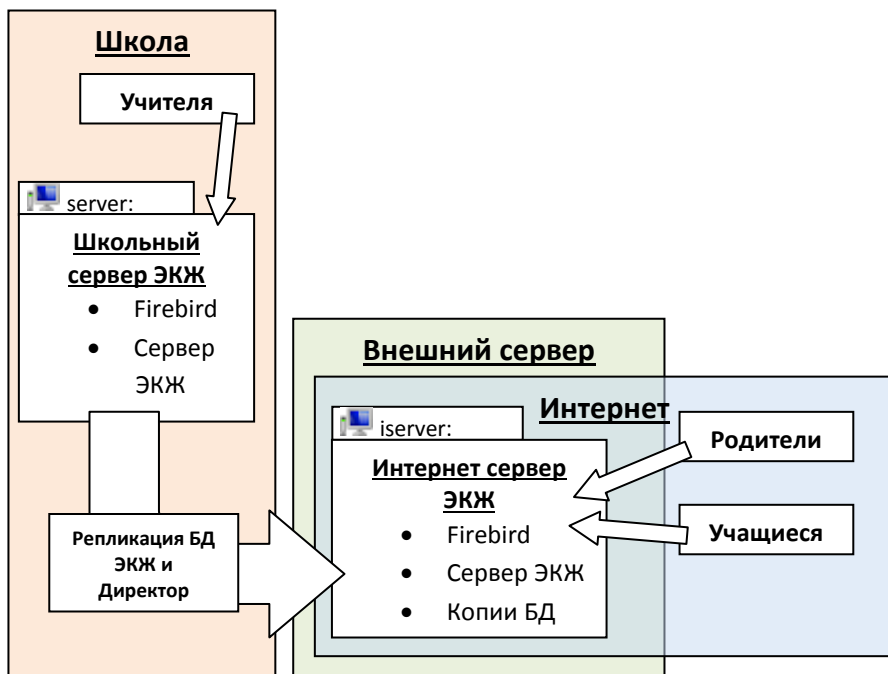 Школа
Учителя
server:
Школьный
сервер ЭКЖ
• Firebird
• Сервер
ЭКЖ
Репликация БД
ЭКЖ и
Директор
Внешний сервер
Интернет
iserver:
Интернет сервер
ЭКЖ
• Firebird
• Сервер ЭКЖ
• Копии БД
Родители
Учащиеся